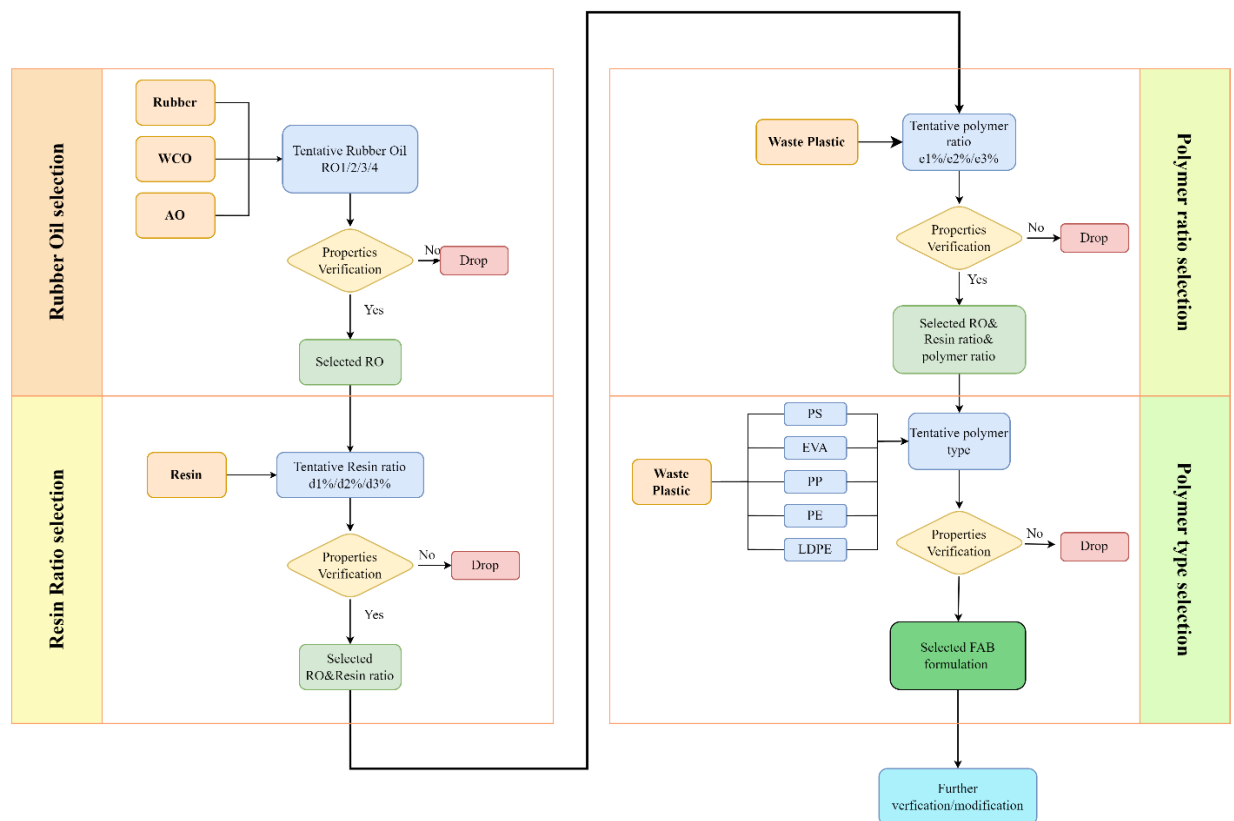 Rubber Oil selection
Rubber
WCO
AO
Tentative Rubber Oil
RO1/2/3/4
Properties
Verification
No
Drop
Yes
Selected RO
Resin Ratio selection
Resin
Tentative Resin ratio
d1%/d2%/d3%
Properties
Verification
No
Drop
Yes
Selected
RO&Resin ratio
Polymer ratio selection
Waste Plastic
Tentative polymer
ratio
c1%/c2%/c3%
Properties
Verification
No
Drop
Yes
Selected RO&
Resin ratio&
polymer ratio
Polymer type selection
Waste
Plastic
PS
EVA
PP
PE
LDPE
Tentative polymer
type
Properties
Verification
No
Drop
Selected FAB
formulation
Further
verfication/modification